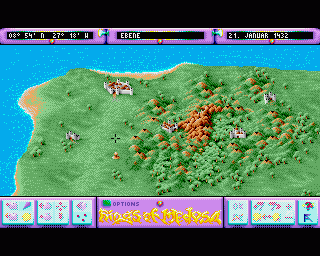 08° 54' N 27° 18' W
EBENE
21. JANUAR 1432
OPTIONS
Rings of Medusa